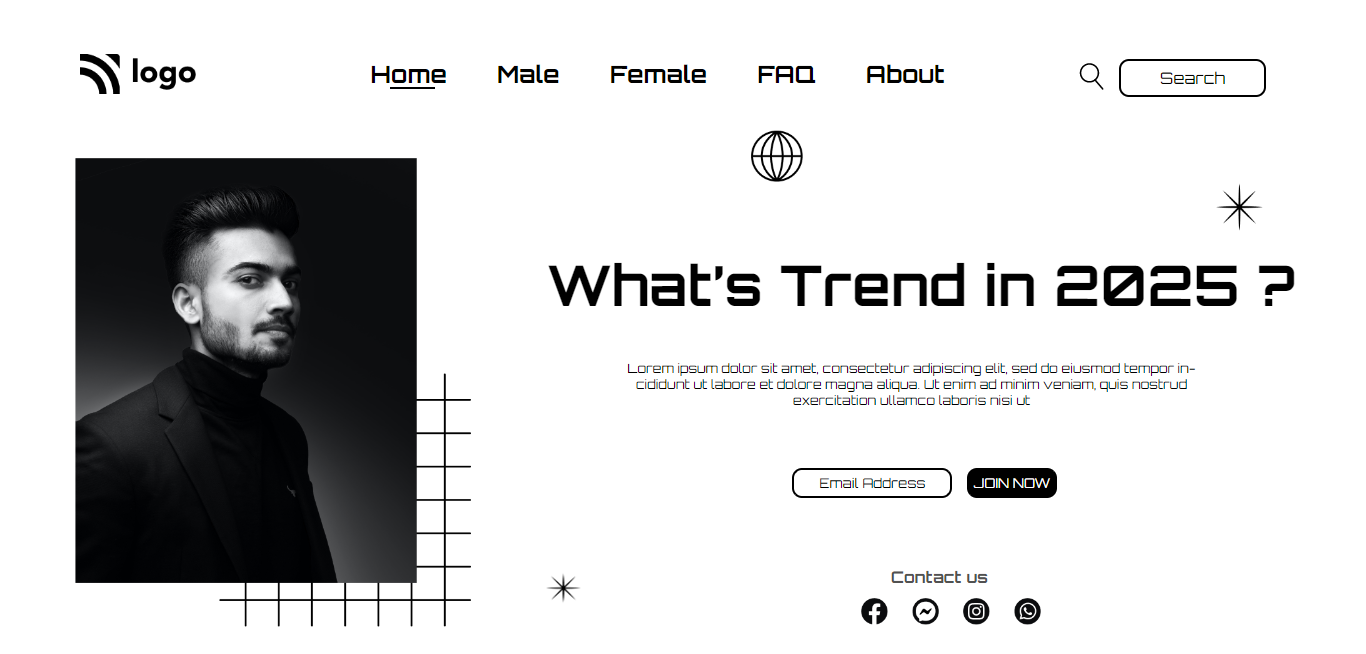 logo
Home
Male
Female
FAQ
About
Search
What's Trend in 2025 ?
Lorem ipsum dolor sit amet, consectetur adipiscing elit, sed do eiusmod tempor in-
cididunt ut labore et dolore magna aliqua. Ut enim ad minim veniam, quis nostrud
exercitation ullamco laboris nisi ut
Email Address
JOIN NOW
Contact us